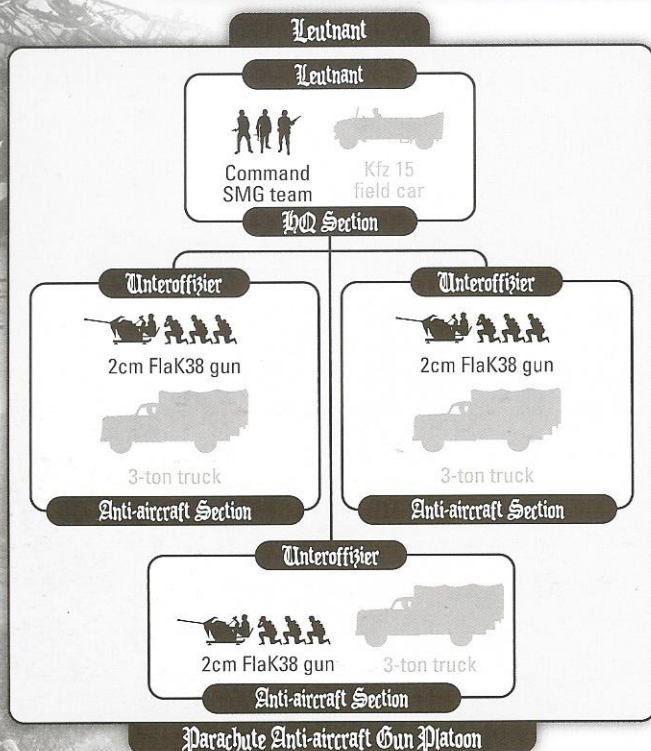 Leutnant
Leutnant
Command
SMG team
Kfz 15
field car
HQ Section
Unteroffizier
2cm FlaK38 gun
3-ton truck
Anti-aircraft Section
Unteroffizier
2cm FlaK38 gun
3-ton truck
Anti-aircraft Section
Unteroffizier
2cm FlaK38 gun
3-ton truck
Anti-aircraft Section
Parachute Anti-aircraft Gun Platoon